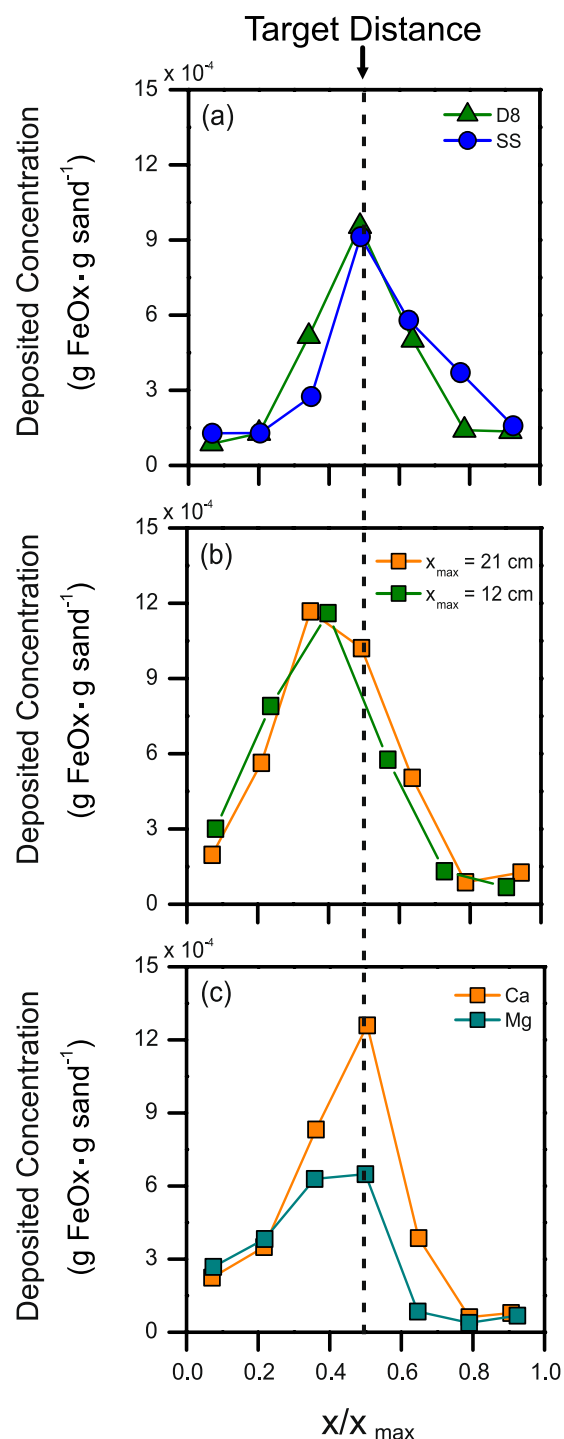 Target Distance
x 10-4
15
12
9
6
3
0
(a)
D8
SS
Deposited Concentration
(g FeOx· g sand-1)
x 10-4
15
12
9
6
3
0
(b)
xmax = 21 cm
xmax = 12 cm
Deposited Concentration
(g FeOx· g sand-1)
x 10-4
15
12
9
6
3
0
(c)
Ca
Mg
Deposited Concentration
(g FeOx· g sand-1)
0.0 0.2 0.4 0.6 0.8 1.0
x/x max